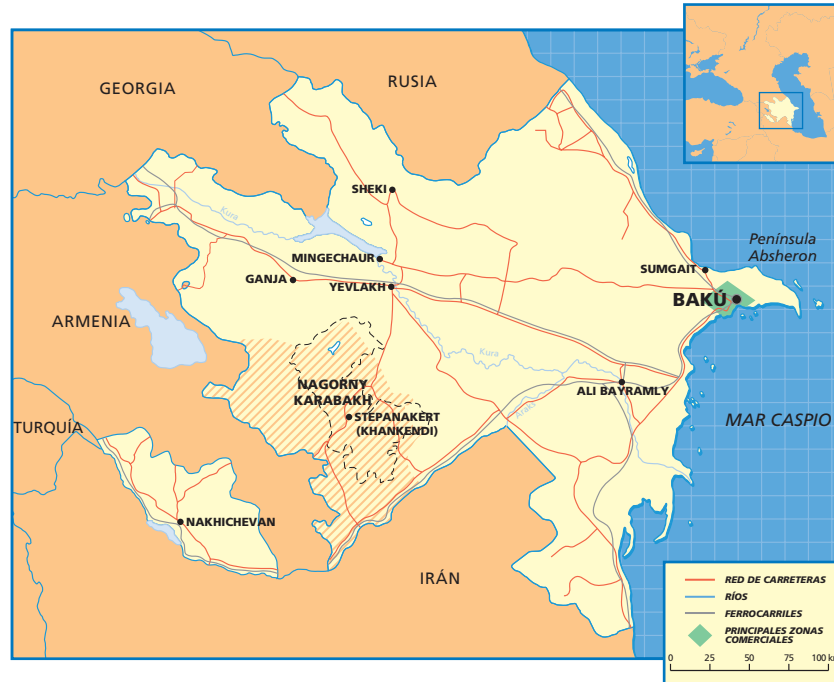 GEORGIA
RUSIA
SHEKI
Kura
MINGECHAUR
GANJA
YEVLAKH
SUMGAIT
Península
Absheron
BAKÚ
ARMENIA
Kura
NAGORNY
KARABAKH
ALI BAYRAMLY
Araks
STEPANAKERT
(KHANKENDI)
MAR CASPIO
TURQUÍA
NAKHICHEVAN
IRÁN
RED DE CARRETERAS
RÍOS
FERROCARRILES
PRINCIPALES ZONAS
COMERCIALES
0 25 50 75 100 km